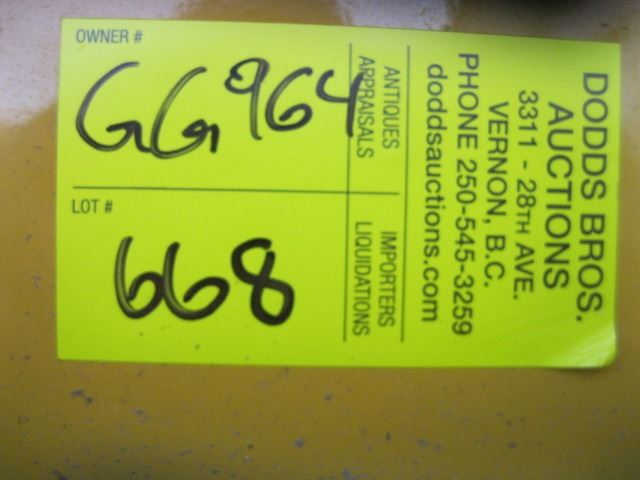 OWNER #
GG964
LOT #
668
ANTIQUES
APPRAISALS
IMPORTERS
LIQUIDATIONS
DODDS BROS.
AUCTIONS
3311 - 28TH AVE.
VERNON, B.C.
PHONE 250-545-3259
doddsauctions.com